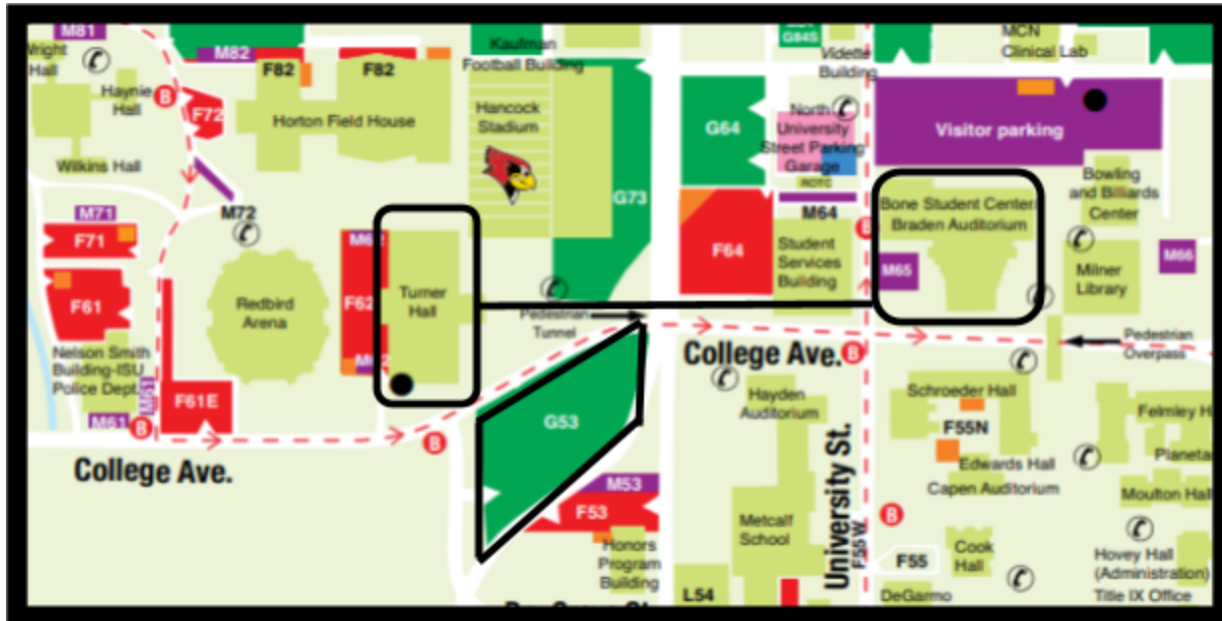 M81
M82
F82
F82
Kaufman
Football Building
G84S
Vidette
Building
MCN
Clinical Lab
Wright
Hall
Haynie
Hall
B
F72
Horton Field House
Hancock
Stadium
G64
North
University
Street Parking
Garage
ROTC
Visitor parking
Wilkins Hall
Bowling
and Billiards
Center
M71
M72
G73
M64
Bone Student Center/
Braden Auditorium
F71
M62
F64
Student
Services
Building
B
M65
M66
F61
Redbird
Arena
F62
Turner
Hall
Milner
Library
Pedestrian
Tunnel
Pedestrian
Overpass
Nelson Smith
Building-ISU
Police Dept.
M62
College Ave.
B
M61
F61E
Hayden
Auditorium
Schroeder Hall
M61
B
B
G53
F55N
Felmley H
College Ave.
Edwards Hall
Planeta
Capen Auditorium
M53
University St.
Moulton Hall
F53
Metcalf
School
F55W
B
Honors
Program
Building
F55
Cook
Hall
Hovey Hall
(Administration)
Title IX Office
L54
DeGarmo